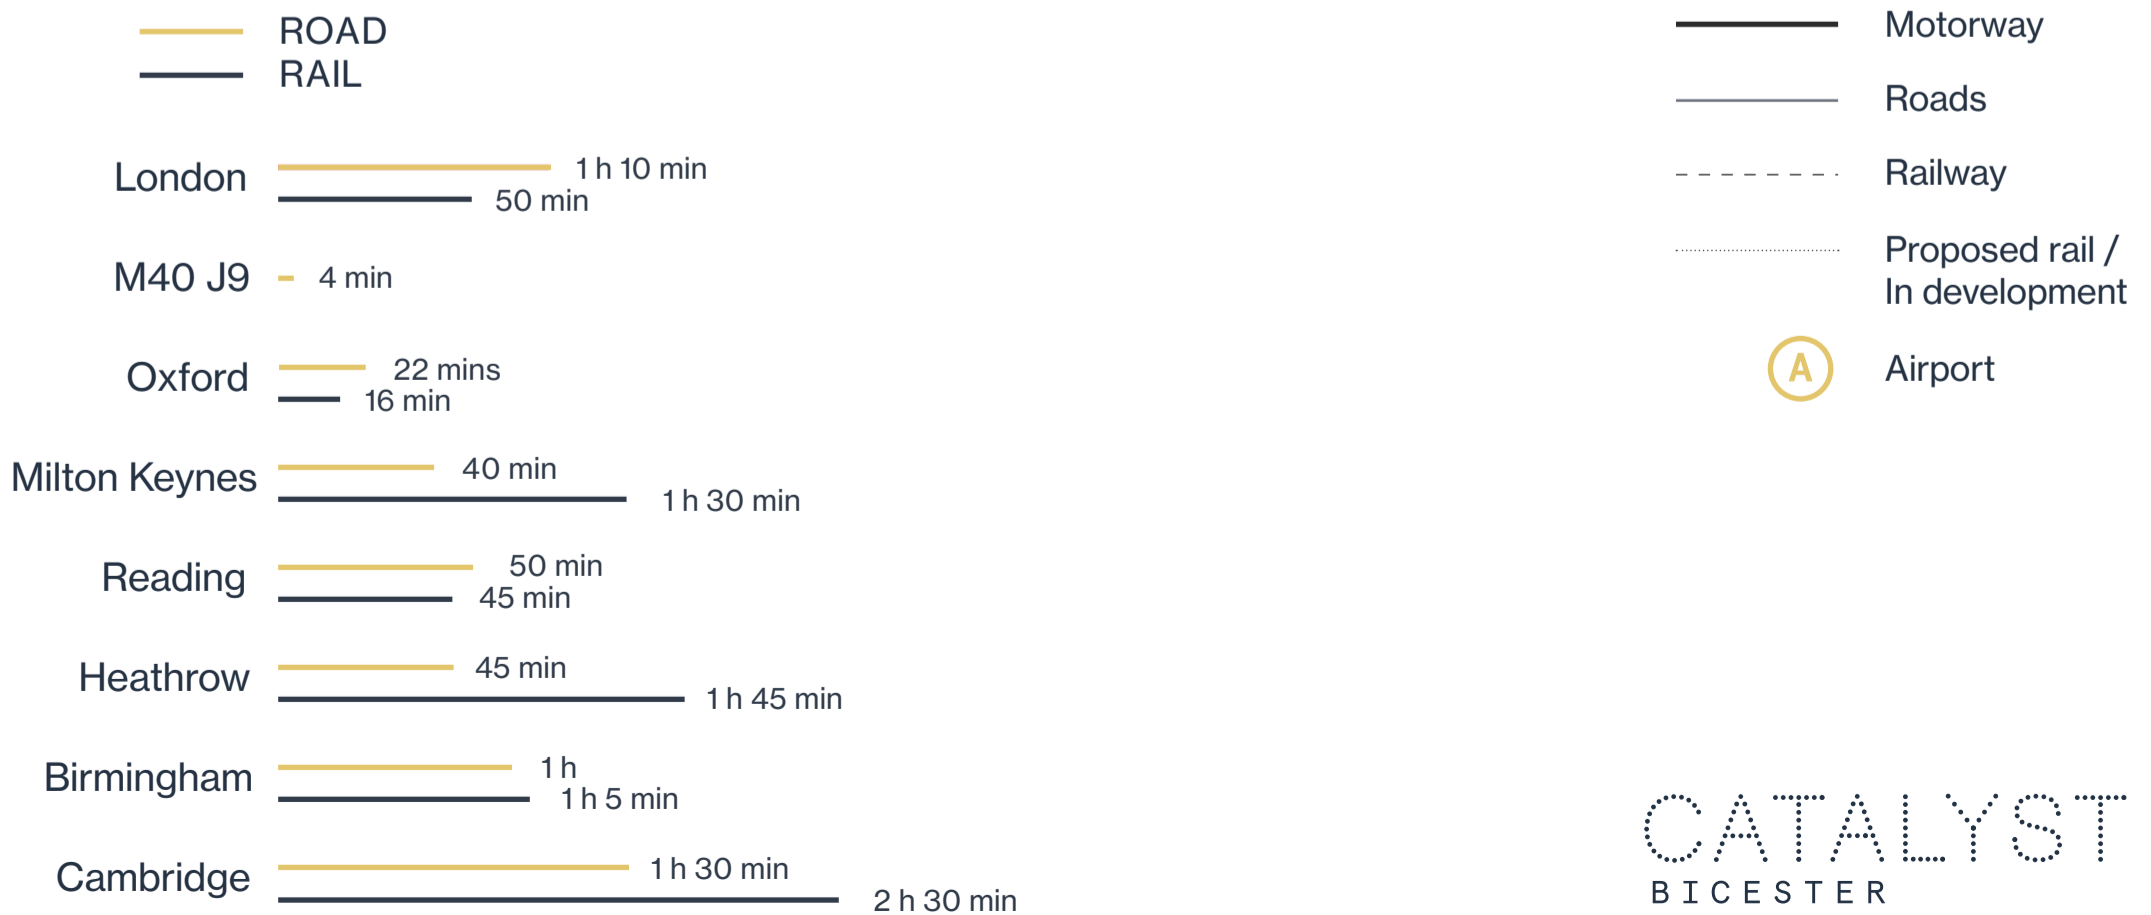 ROAD
RAIL
London
1 h 10 min
50 min
M40 J9
4 min
Oxford
22 mins
16 min
Milton Keynes
40 min
1 h 30 min
Reading
50 min
45 min
Heathrow
45 min
1 h 45 min
Birmingham
1 h
1 h 5 min
Cambridge
1 h 30 min
2 h 30 min
Motorway
Roads
Railway
Proposed rail /
In development
A
Airport
CATALYST
BICESTER